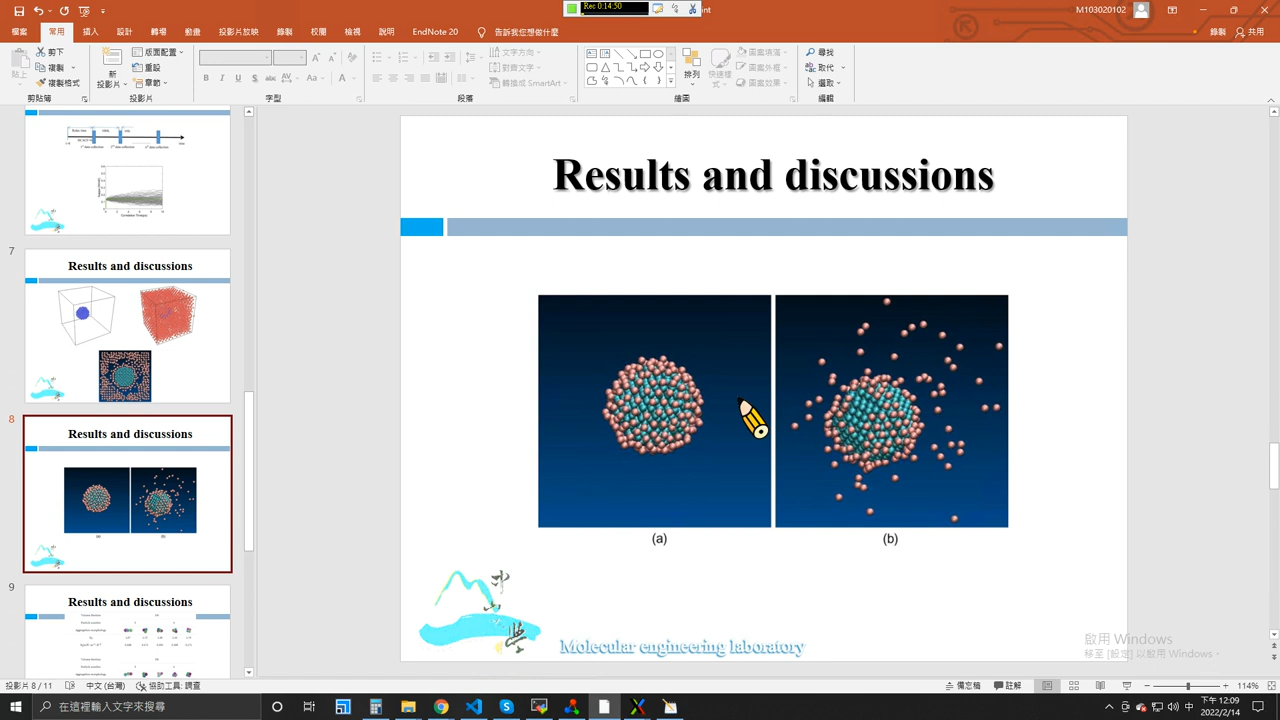 Rec 0:14:50
int
M103020102
檔案 常用 插入 設計 轉場 動畫 投影片放映 錄製 校閱 檢視 說明 EndNote 20 告訴我您想做什麼 錄製 共用
貼上 剪下 複製 複製格式 新投影片 版面配置 重設 章節 文字方向 對齊文字 轉換成 SmartArt 排列 快速樣式 圖案填滿 圖案外框 圖案效果 尋找 取代 選取
剪貼簿 投影片 字型 段落 繪圖 編輯
7
Results and discussions
8
Results and discussions
9
Results and discussions
Results and discussions
(a) (b)
中山大學
Molecular engineering laboratory
啟用 Windows
移至 [設定] 以啟用 Windows。
投影片 8 / 11 中文 (台灣) 協助工具: 調查 備忘稿 註解 114%
在這裡輸入文字來搜尋
下午 12:09
2022/2/14